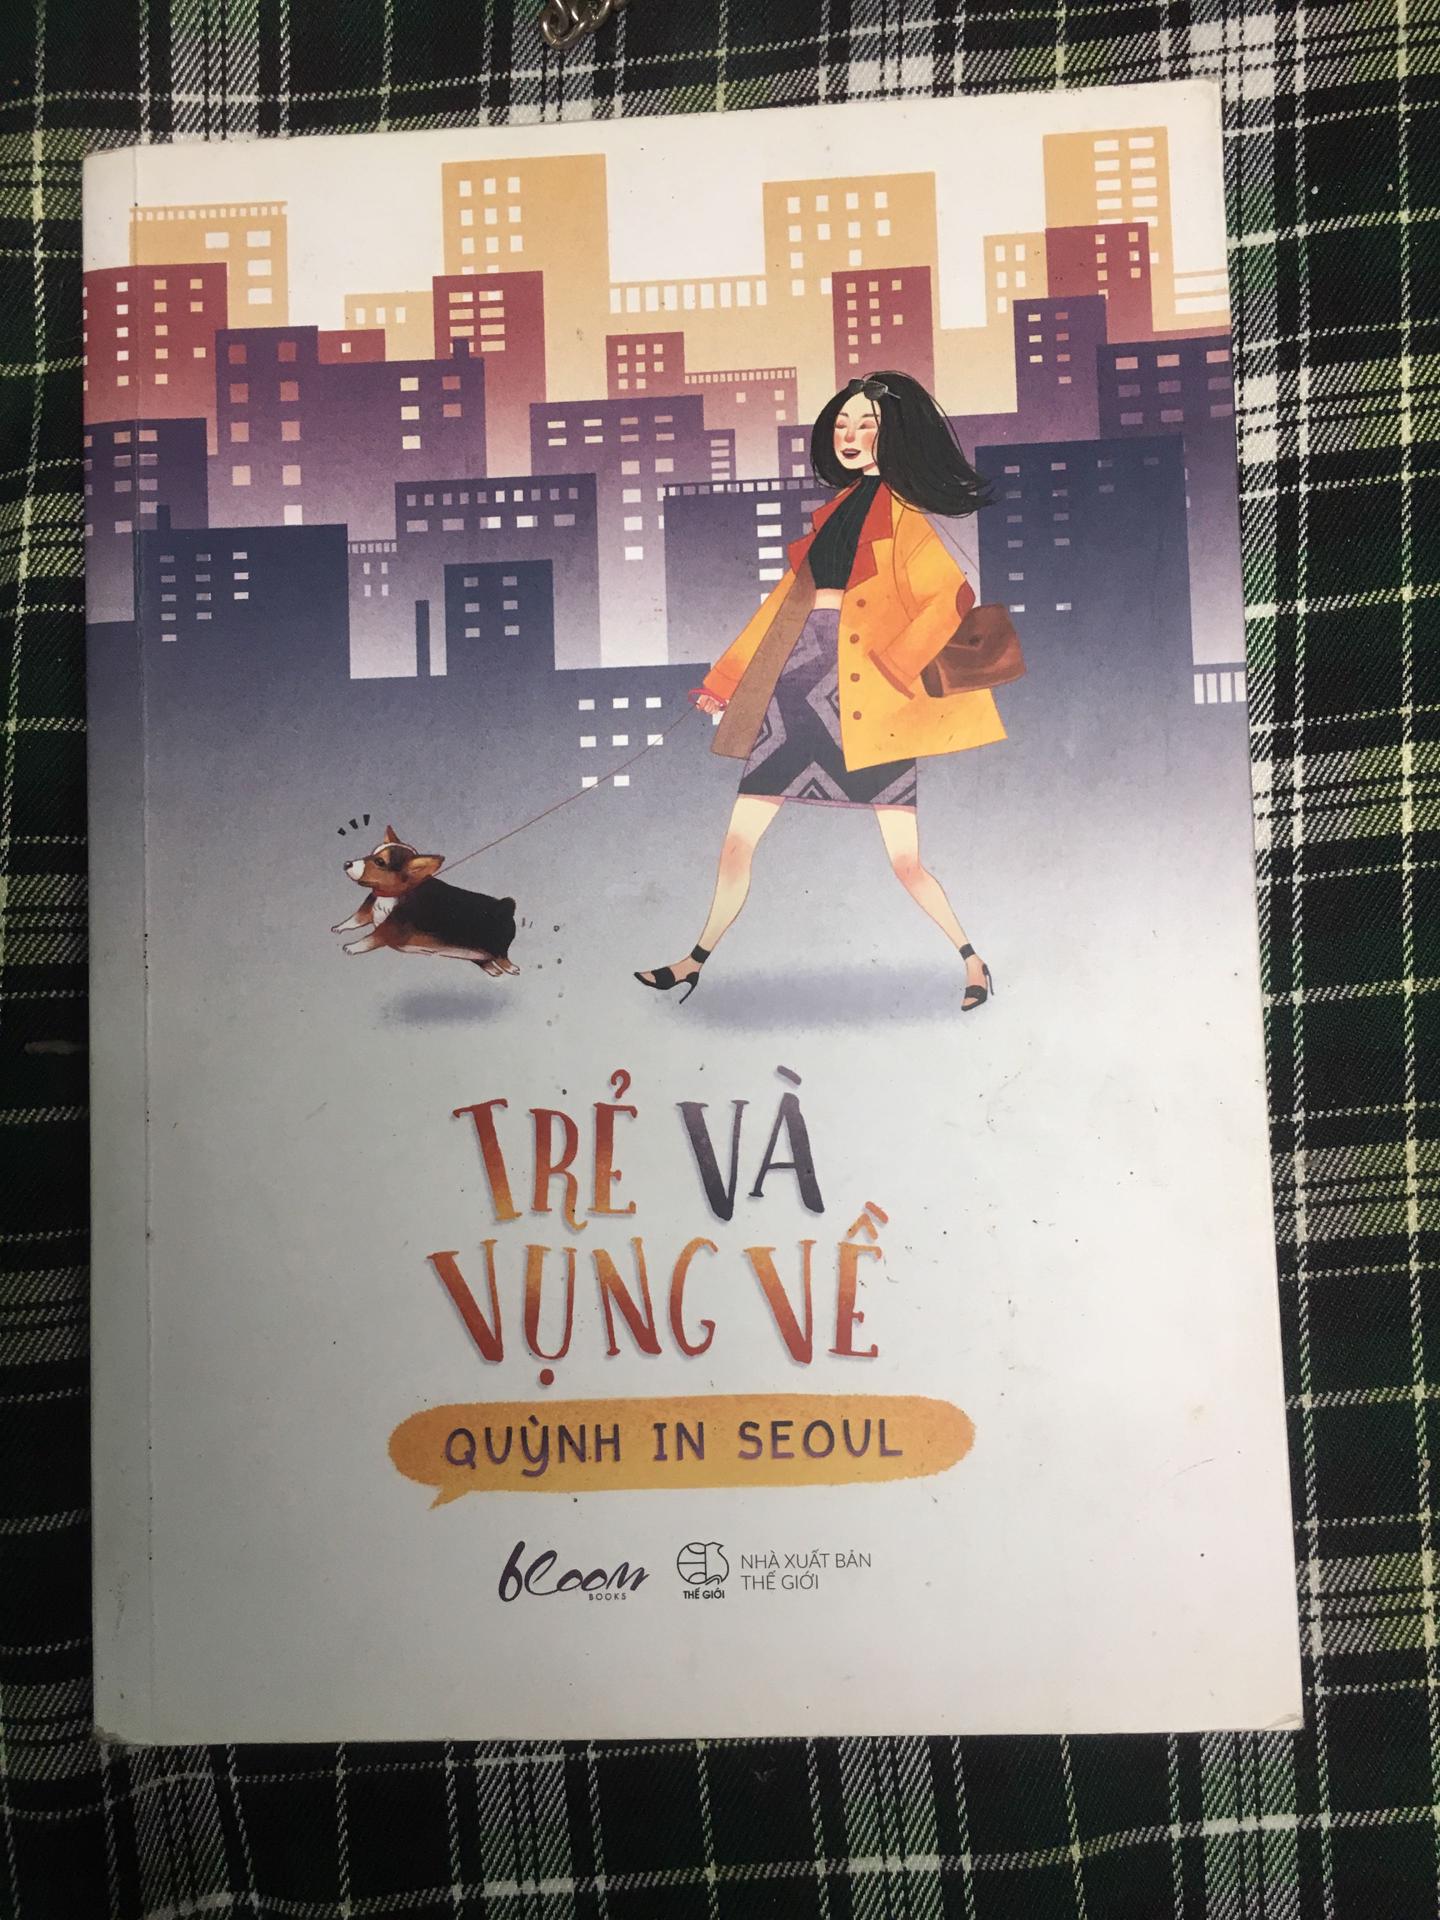 TRẺ VÀ
VỤNG VỀ
QUỲNH IN SEOUL
bloom
BOOKS
THẾ GIỚI
NHÀ XUẤT BẢN
THẾ GIỚI